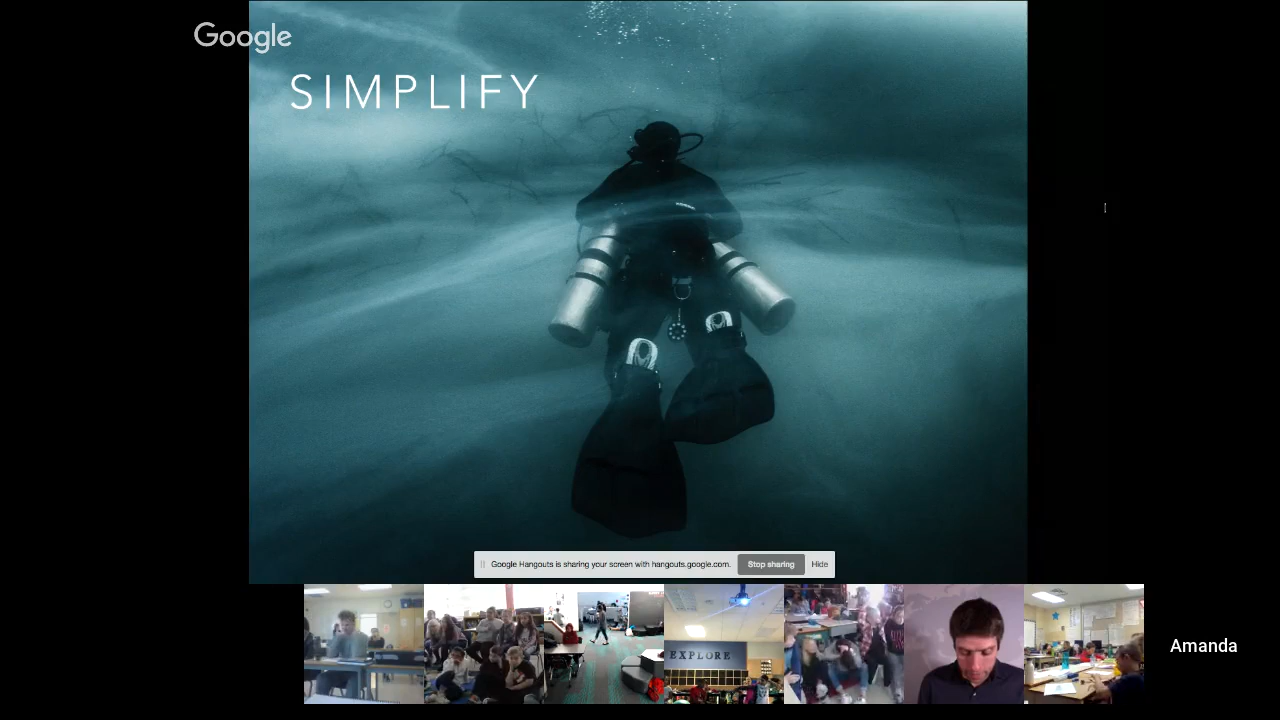 Google
SIMPLIFY
Google Hangouts is sharing your screen with hangouts.google.com. Stop sharing Hide
EXPLORE
Amanda